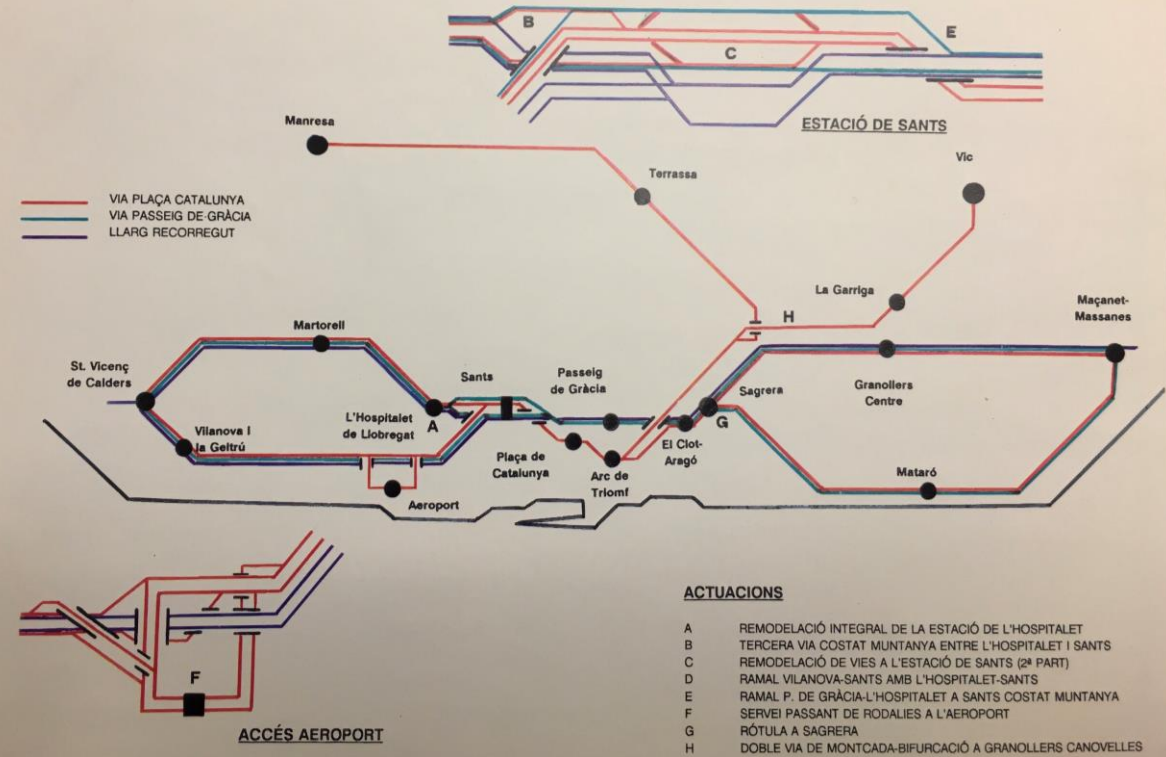 B
E
C
ESTACIÓ DE SANTS
Manresa
Terrassa
Vic
VIA PLAÇA CATALUNYA
VIA PASSEIG DE GRÀCIA
LLARG RECORREGUT
La Garriga
H
Maçanet-
Massanes
Martorell
St. Vicenç
de Calders
Sants
Passeig
de Gràcia
Sagrera
Granollers
Centre
A
L'Hospitalet
de Llobregat
G
Vilanova i
la Geltrú
El Clot-
Aragó
Plaça de
Catalunya
Arc de
Triomf
Mataró
Aeroport
F
ACCÉS AEROPORT
ACTUACIONS
A REMODELACIÓ INTEGRAL DE LA ESTACIÓ DE L'HOSPITALET
B TERCERA VIA COSTAT MUNTANYA ENTRE L'HOSPITALET I SANTS
C REMODELACIÓ DE VIES A L'ESTACIÓ DE SANTS (2ª PART)
D RAMAL VILANOVA-SANTS AMB L'HOSPITALET-SANTS
E RAMAL P. DE GRÀCIA-L'HOSPITALET A SANTS COSTAT MUNTANYA
F SERVEI PASSANT DE RODALIES A L'AEROPORT
G RÓTULA A SAGRERA
H DOBLE VIA DE MONTCADA-BIFURCACIÓ A GRANOLLERS CANOVELLES